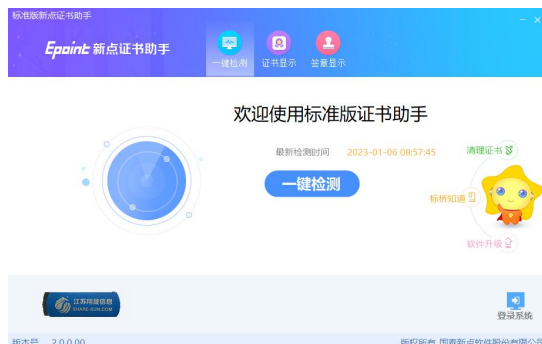 标准版新点证书助手
Epoint 新点证书助手
一键检测 证书显示 签章显示
欢迎使用标准版证书助手
最新检测时间 2023-01-06 08:57:45
清理证书
一键检测
标桥知道
软件升级
江苏翔晟信息
SHARE-SUN.COM
登录系统
版本号 2.0.0.00
版权所有 国泰新点软件股份有限公司